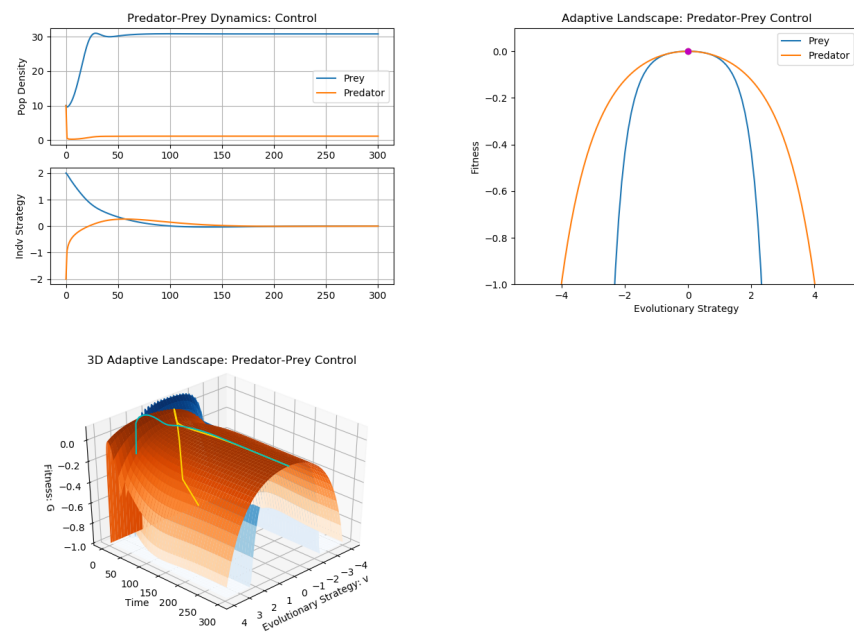 Predator-Prey Dynamics: Control
30
20
10
0
Pop Density
Prey
Predator
0 50 100 150 200 250 300
2
1
0
−1
−2
Indv Strategy
0 50 100 150 200 250 300
Adaptive Landscape: Predator-Prey Control
0.0
−0.2
−0.4
−0.6
−0.8
−1.0
Fitness
Prey
Predator
−4 −2 0 2 4
Evolutionary Strategy
3D Adaptive Landscape: Predator-Prey Control
0.0
−0.2
−0.4
−0.6
−0.8
−1.0
Fitness: G
0 50 100 150 200 250 300
Time
4 3 2 1 0 −1 −2 −3 −4
Evolutionary Strategy: v